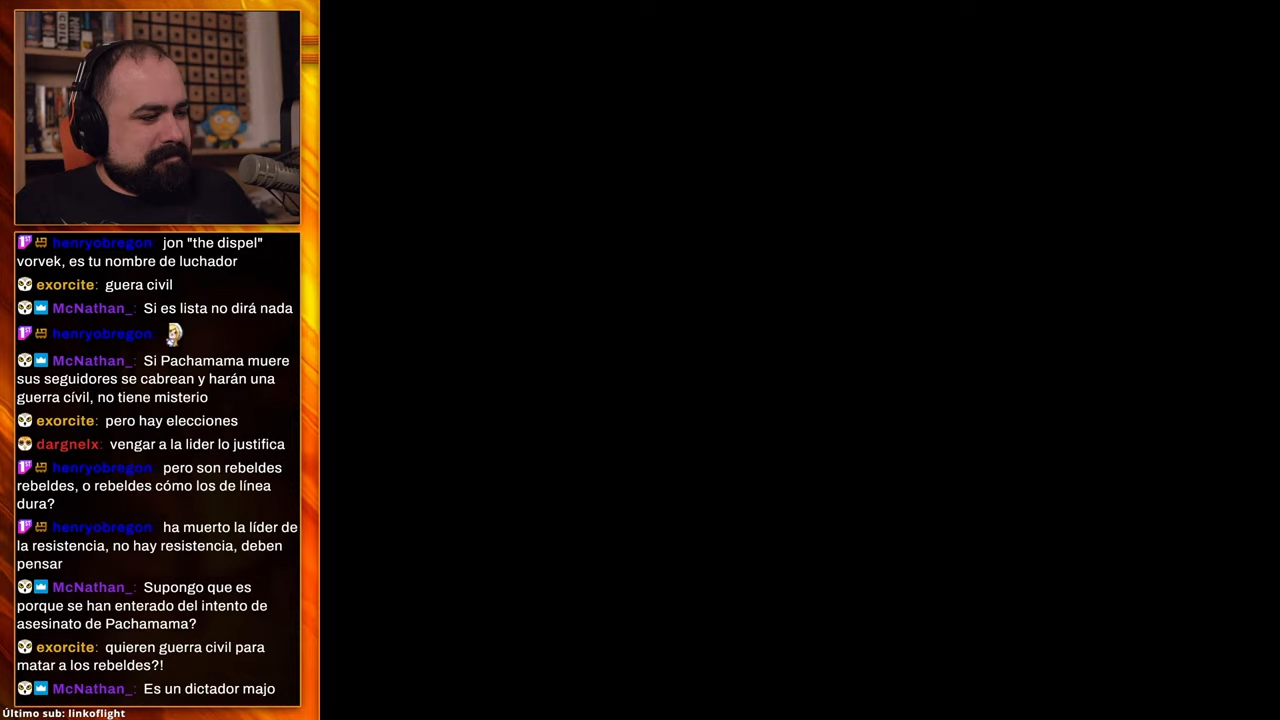 henryobregon: jon "the dispel"
vorvek, es tu nombre de luchador
exorcite: guera civil
McNathan_: Si es lista no dirá nada
henryobregon:
McNathan_: Si Pachamama muere
sus seguidores se cabrean y harán una
guerra cívil, no tiene misterio
exorcite: pero hay elecciones
dargnelx: vengar a la lider lo justifica
henryobregon: pero son rebeldes
rebeldes, o rebeldes cómo los de línea
dura?
henryobregon: ha muerto la líder de
la resistencia, no hay resistencia, deben
pensar
McNathan_: Supongo que es
porque se han enterado del intento de
asesinato de Pachamama?
exorcite: quieren guerra civil para
matar a los rebeldes?!
McNathan_: Es un dictador majo
Último sub: linkoflight